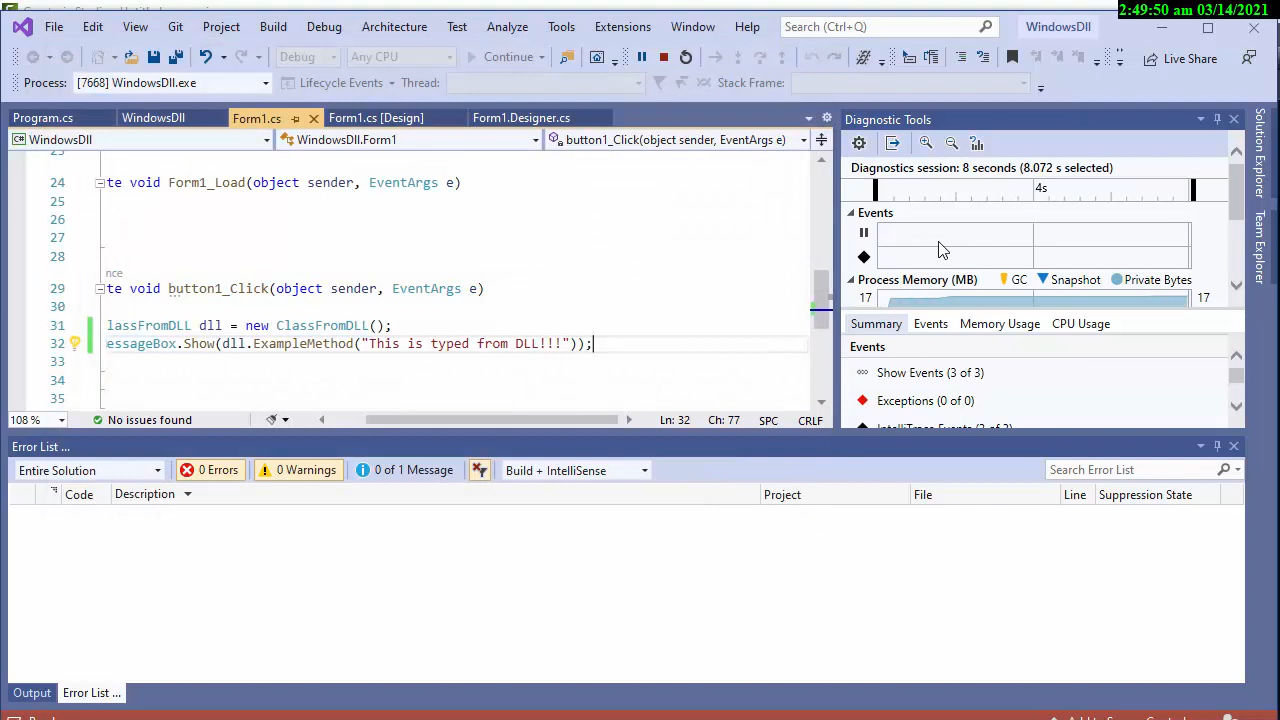 2:49:50 am 03/14/2021
File Edit View Git Project Build Debug Architecture Test Analyze Tools Extensions Window Help Search (Ctrl+Q) WindowsDll
Debug Any CPU Continue Live Share
Process: [7668] WindowsDll.exe Lifecycle Events Thread: Stack Frame:
Program.cs WindowsDll Form1.cs Form1.cs [Design] Form1.Designer.cs
WindowsDll WindowsDll.Form1 button1_Click(object sender, EventArgs e)
23
24 te void Form1_Load(object sender, EventArgs e)
25
26
27
28
nce
29 te void button1_Click(object sender, EventArgs e)
30
31 lassFromDLL dll = new ClassFromDLL();
32 essageBox.Show(dll.ExampleMethod("This is typed from DLL!!!"));
33
34
35
108 % No issues found Ln: 32 Ch: 77 SPC CRLF
Diagnostic Tools
Diagnostics session: 8 seconds (8.072 s selected)
4s
Events
Process Memory (MB) GC Snapshot Private Bytes
17 17
Summary Events Memory Usage CPU Usage
Events
Show Events (3 of 3)
Exceptions (0 of 0)
Solution Explorer
Team Explorer
Error List ...
Entire Solution 0 Errors 0 Warnings 0 of 1 Message Build + IntelliSense Search Error List
Code Description Project File Line Suppression State
Output Error List ...